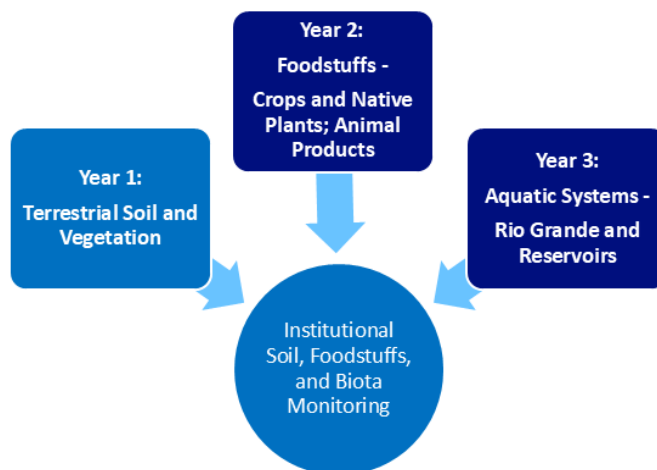 Year 1:
Terrestrial Soil and
Vegetation
Year 2:
Foodstuffs -
Crops and Native
Plants; Animal
Products
Year 3:
Aquatic Systems -
Rio Grande and
Reservoirs
Institutional
Soil, Foodstuffs,
and Biota
Monitoring